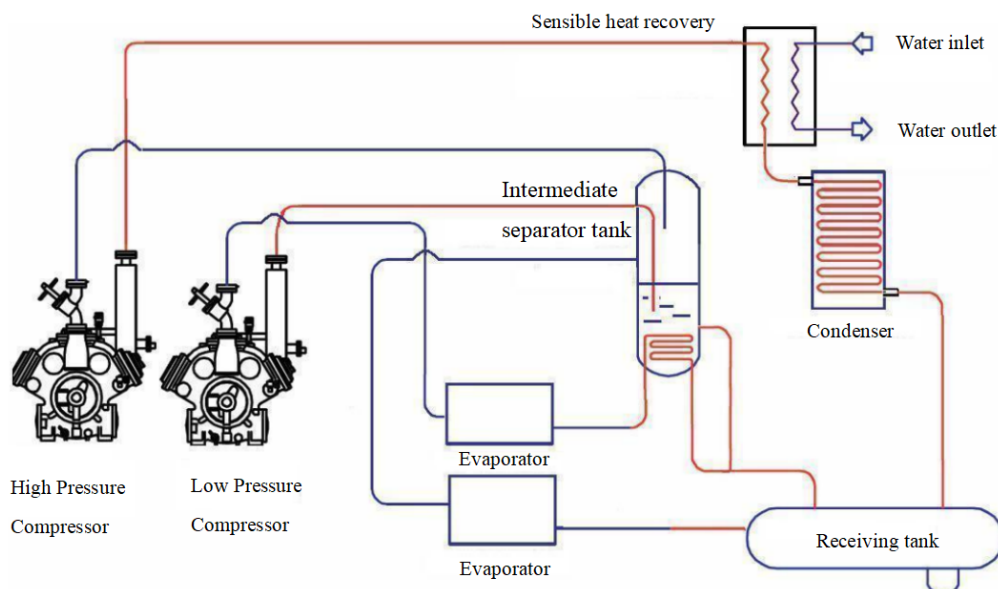 Sensible heat recovery
Water inlet
Water outlet
Intermediate
separator tank
Condenser
Evaporator
High Pressure
Compressor
Low Pressure
Compressor
Receiving tank
Evaporator